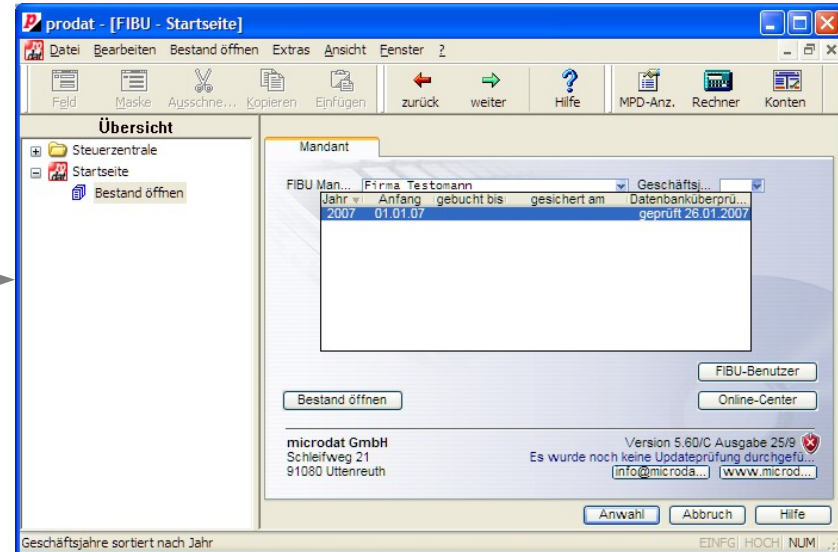 prodat - [FIBU - Startseite]
Datei Bearbeiten Bestand öffnen Extras Ansicht Fenster ?
Feld Maske Ausschne... Kopieren Einfügen zurück weiter Hilfe MPD-Anz. Rechner Konten
Übersicht
Steuerzentrale
Startseite
Bestand öffnen
Mandant
FIBU Man... Firma Testomann Geschäftsj...
Jahr Anfang gebucht bis gesichert am Datenbanküberprü...
2007 01.01.07 geprüft 26.01.2007
FIBU-Benutzer
Bestand öffnen Online-Center
microdat GmbH Version 5.60/C Ausgabe 25/9
Schleifweg 21 Es wurde noch keine Updateprüfung durchgefü...
91080 Uttenreuth info@microda... www.microd...
Anwahl Abbruch Hilfe
Geschäftsjahre sortiert nach Jahr EINFG HOCH NUM